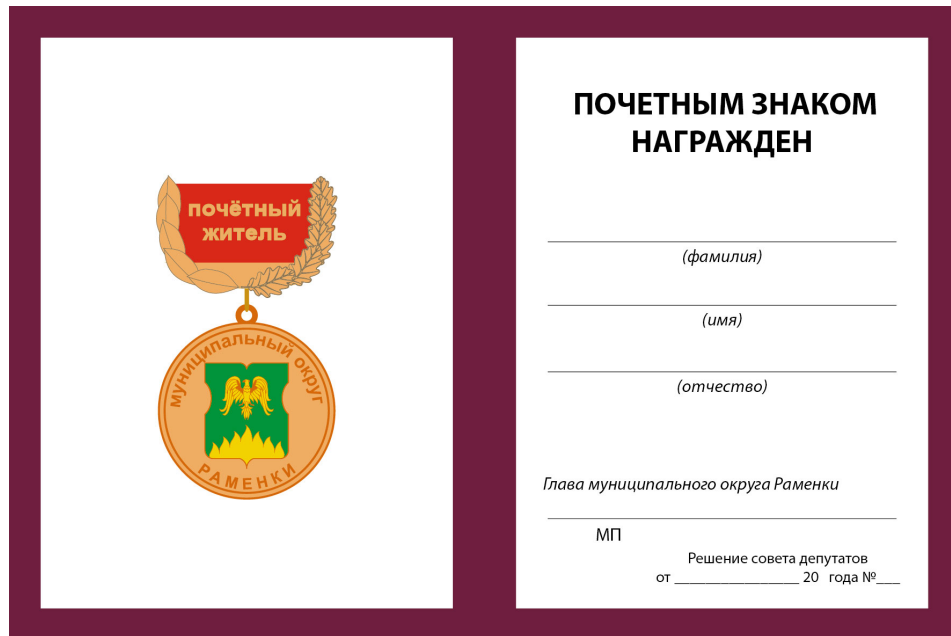 почётный
житель
муниципальный округ
РАМЕНКИ
ПОЧЕТНЫМ ЗНАКОМ
НАГРАЖДЕН
(фамилия)
(имя)
(отчество)
Глава муниципального округа Раменки
МП
Решение совета депутатов
от ________________ 20 года №___